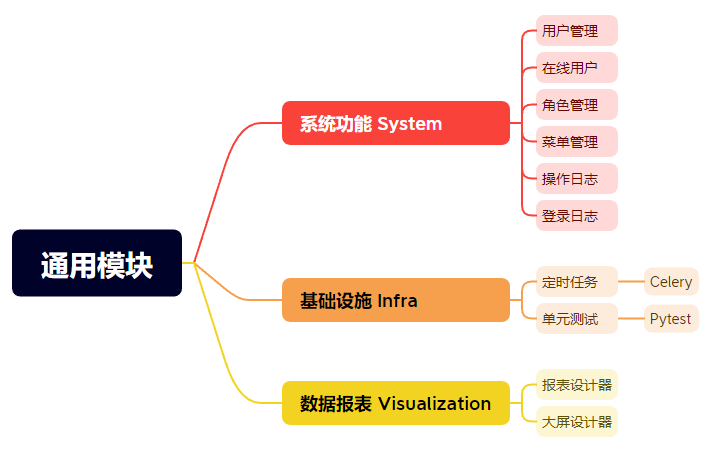 通用模块
系统功能 System
用户管理
在线用户
角色管理
菜单管理
操作日志
登录日志
基础设施 Infra
定时任务
Celery
单元测试
Pytest
数据报表 Visualization
报表设计器
大屏设计器